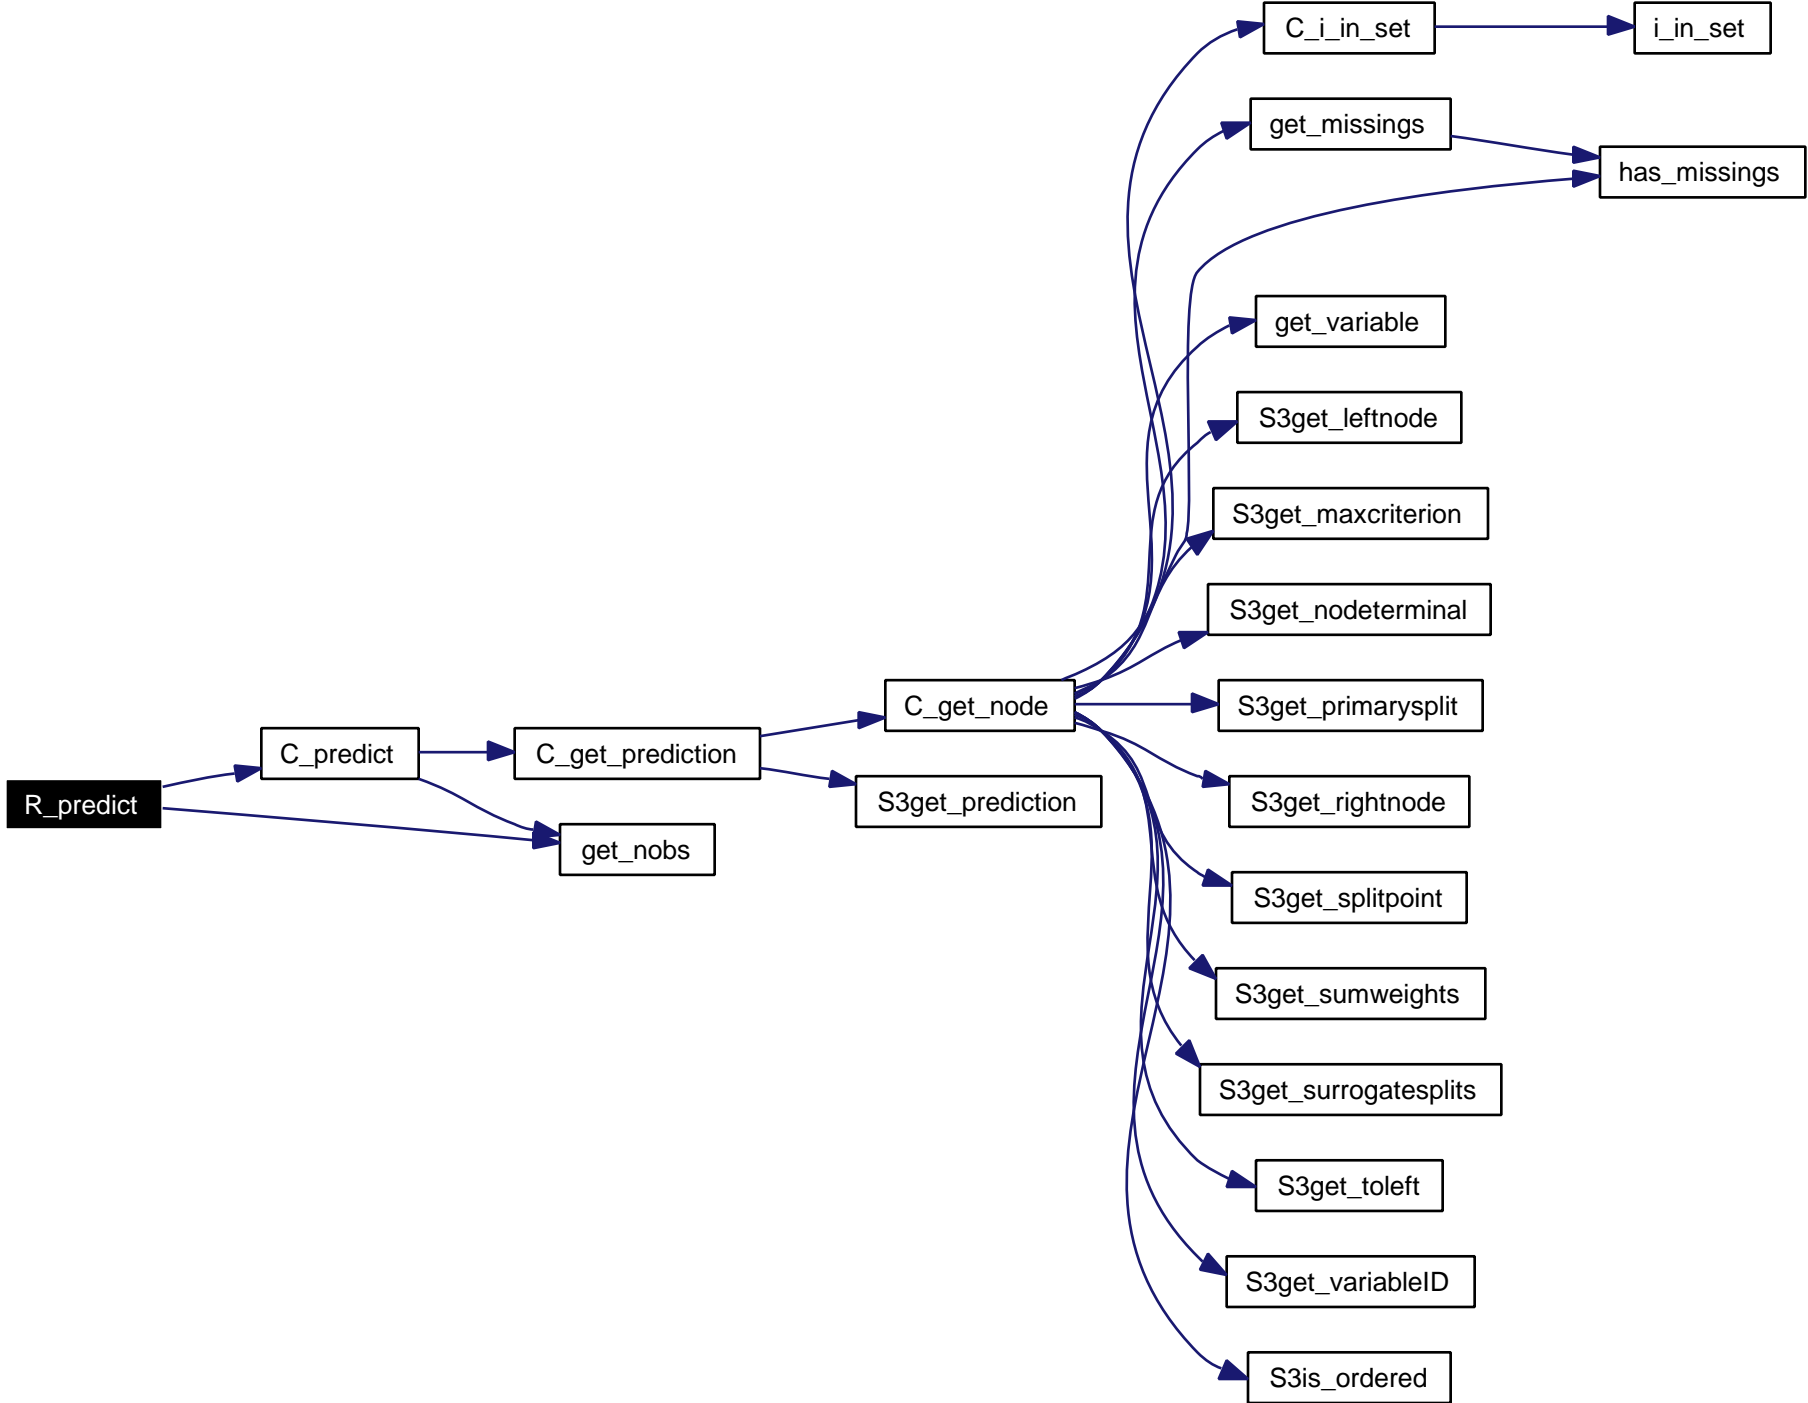 C_i_in_set
i_in_set
get_missings
has_missings
get_variable
S3get_leftnode
S3get_maxcriterion
S3get_nodeterminal
C_get_node
S3get_primarysplit
C_predict
C_get_prediction
R_predict
S3get_prediction
S3get_rightnode
get_nobs
S3get_splitpoint
S3get_sumweights
S3get_surrogatesplits
S3get_toleft
S3get_variableID
S3is_ordered